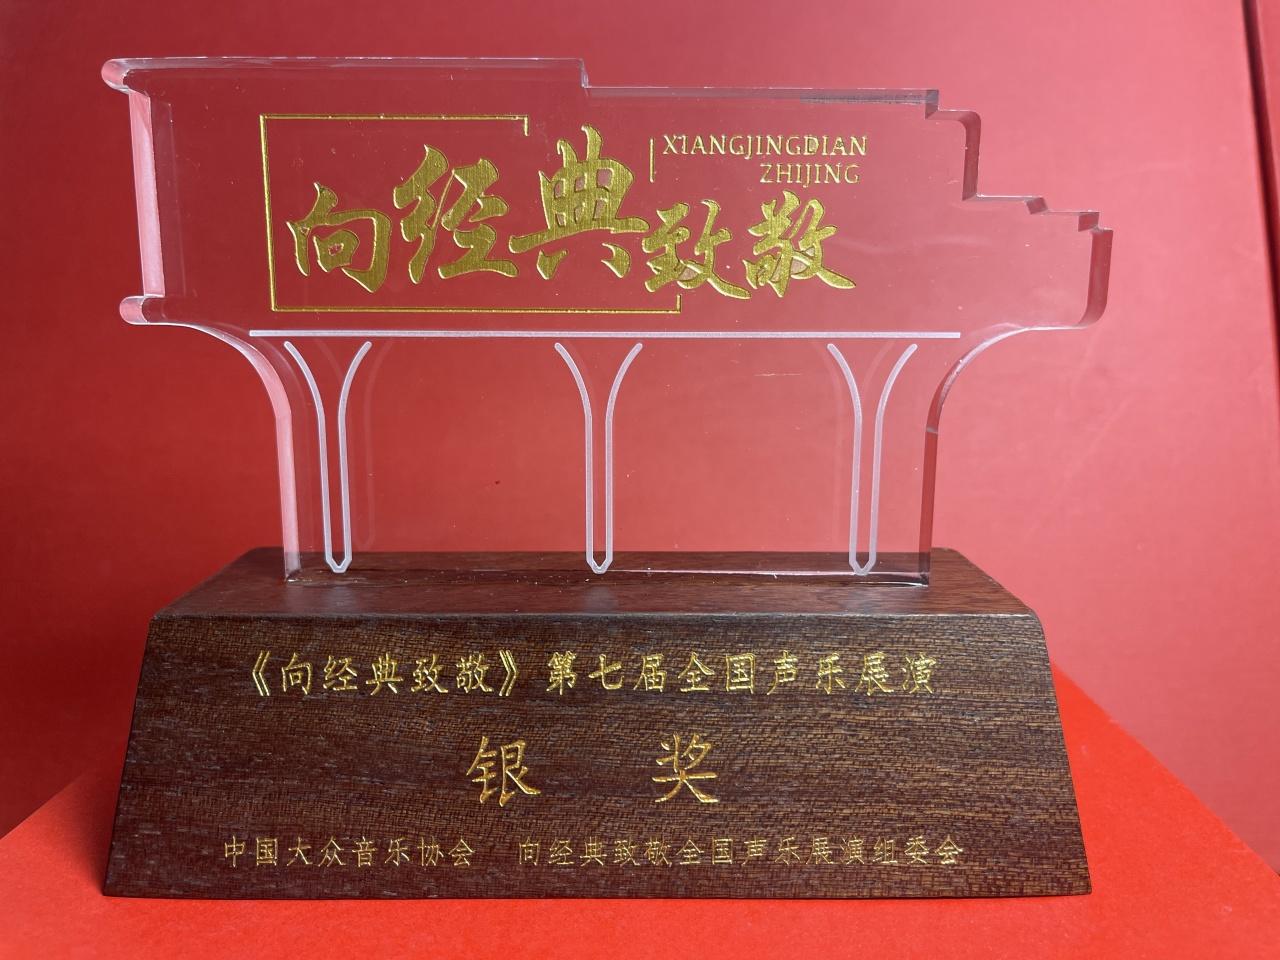 向经典致敬
XIANGJINGDIAN
ZHIJING
《向经典致敬》第七届全国声乐展演
银 奖
中国大众音乐协会 向经典致敬全国声乐展演组委会